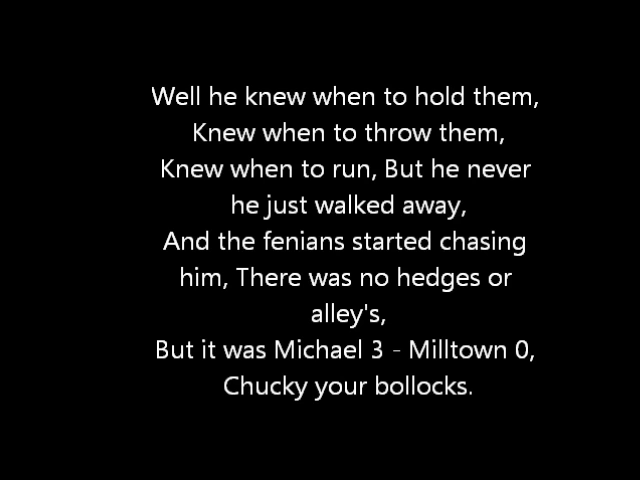 Well he knew when to hold them,
Knew when to throw them,
Knew when to run, But he never
he just walked away,
And the fenians started chasing
him, There was no hedges or
alley's,
But it was Michael 3 - Milltown 0,
Chucky your bollocks.